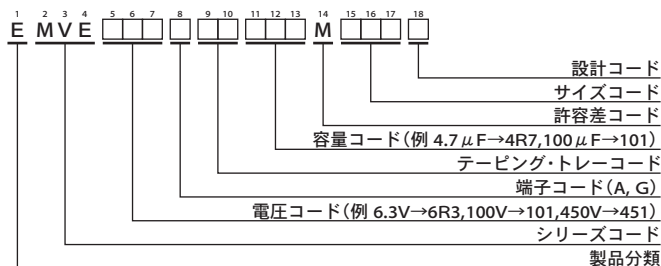 1 2 3 4 5 6 7 8 9 10 11 12 13 14 15 16 17 18
E MVE M
設計コード
サイズコード
許容差コード
容量コード(例 4.7μF→4R7,100μF→101)
テーピング・トレーコード
端子コード(A, G)
電圧コード(例 6.3V→6R3,100V→101,450V→451)
シリーズコード
製品分類